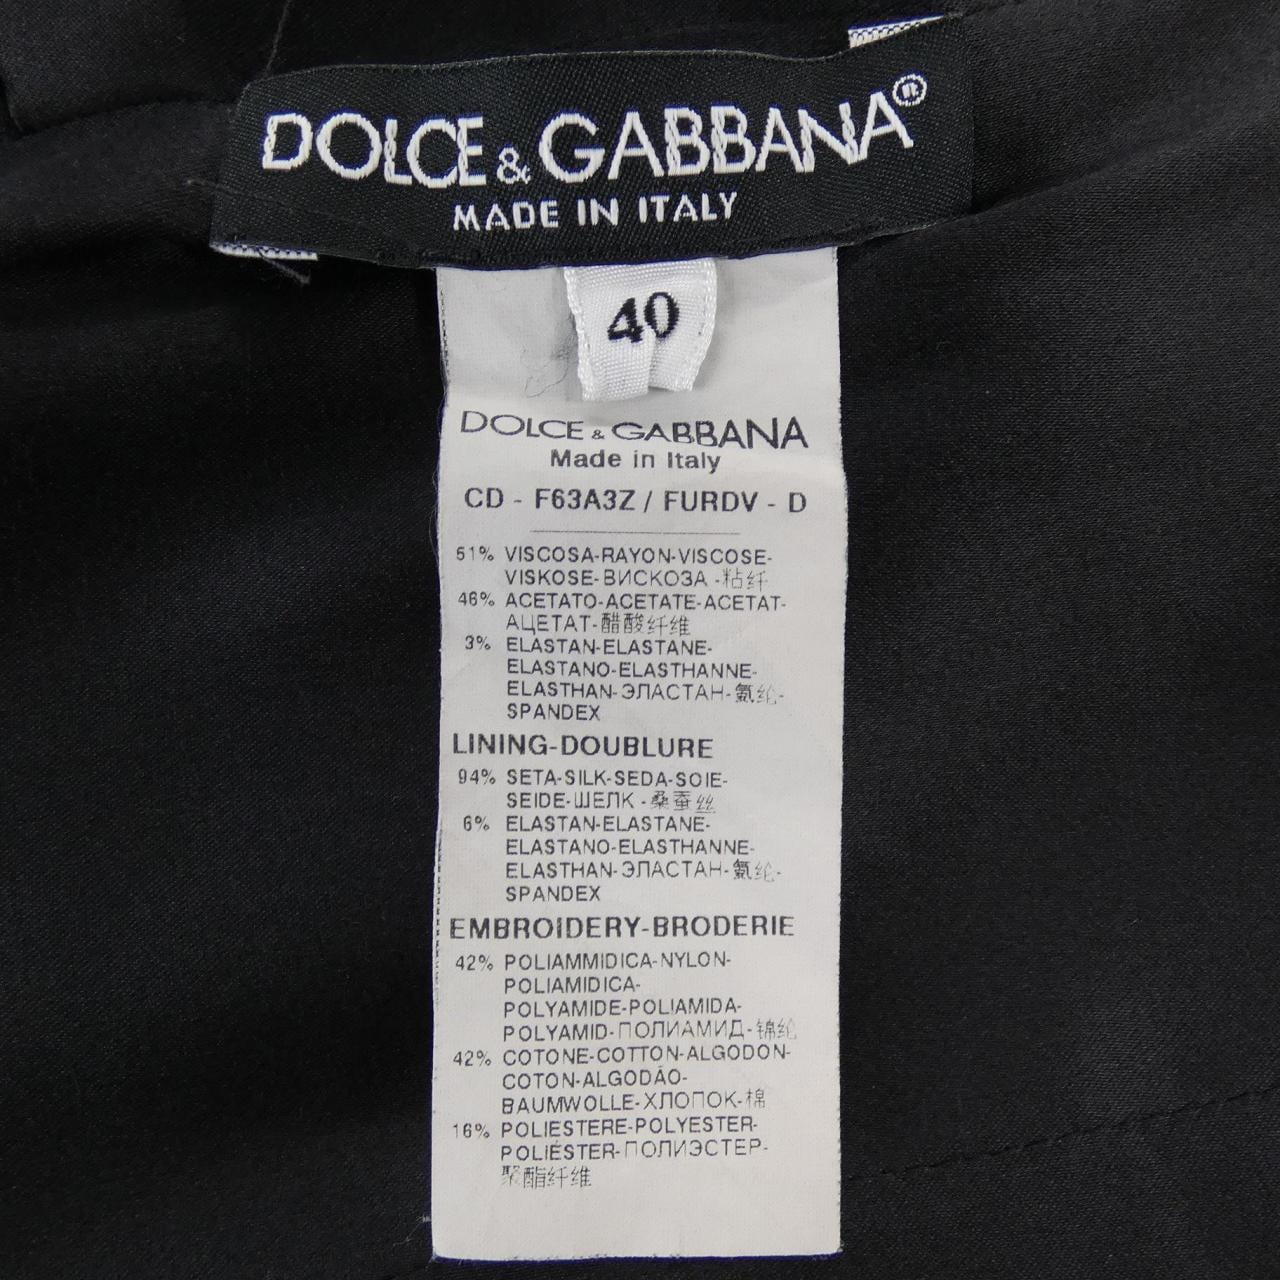 DOLCE & GABBANA®
MADE IN ITALY
40
DOLCE & GABBANA
Made in Italy
CD - F63A3Z / FURDV - D
51% VISCOSA-RAYON-VISCOSE-
VISKOSE-ВИСКОЗА -粘纤
46% ACETATO-ACETATE-ACETAT-
АЦЕТАТ-醋酸纤维
3% ELASTAN-ELASTANE-
ELASTANO-ELASTHANNE-
ELASTHAN-ЭЛАСТАН-氨纶-
SPANDEX
LINING-DOUBLURE
94% SETA-SILK-SEDA-SOIE-
SEIDE-ШЕЛК -桑蚕丝
6% ELASTAN-ELASTANE-
ELASTANO-ELASTHANNE-
ELASTHAN-ЭЛАСТАН-氨纶-
SPANDEX
EMBROIDERY-BRODERIE
42% POLIAMMIDICA-NYLON-
POLIAMIDICA-
POLYAMIDE-POLIAMIDA-
POLYAMID-ПОЛИАМИД-锦纶
42% COTONE-COTTON-ALGODON-
COTON-ALGODÃO-
BAUMWOLLE-ХЛОПОК-棉
16% POLIESTERE-POLYESTER-
POLIÉSTER-ПОЛИЭСТЕР-
聚酯纤维